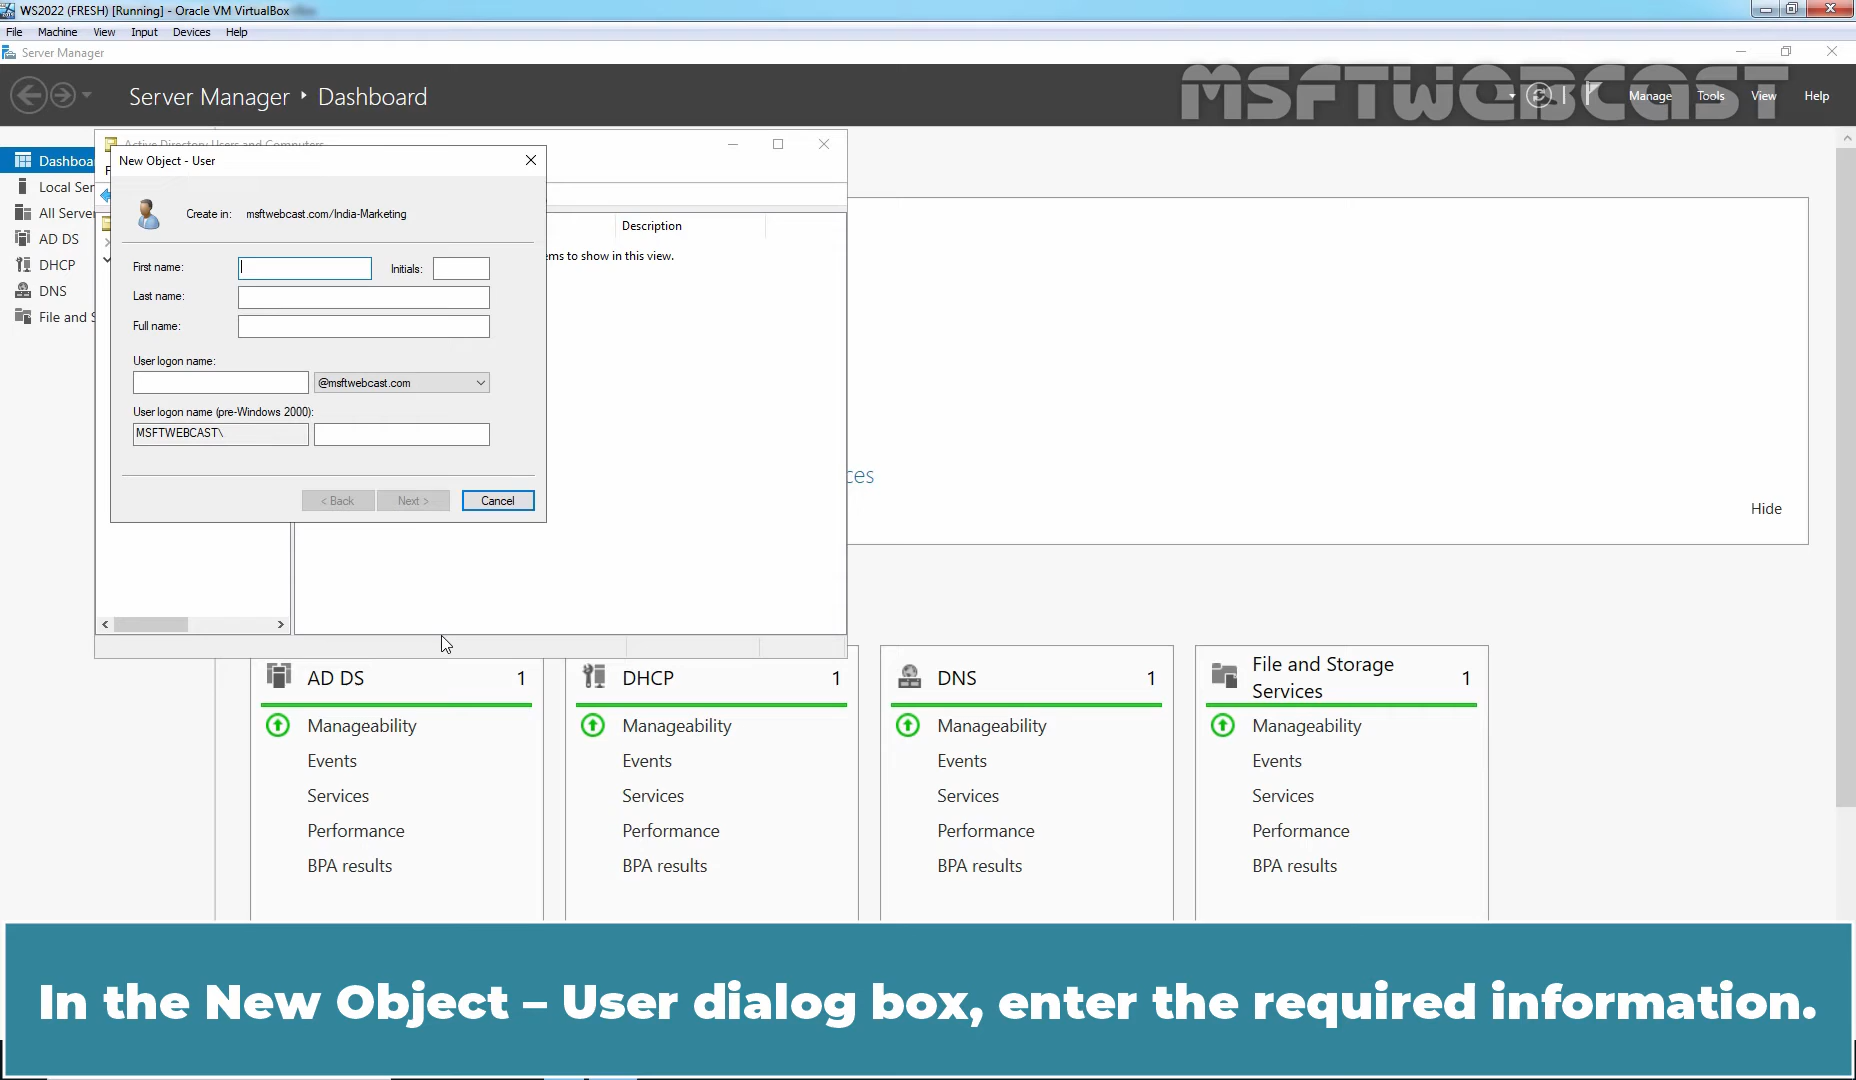 WS2022 (FRESH) [Running] - Oracle VM VirtualBox
File Machine View Input Devices Help
Server Manager
Server Manager ‣ Dashboard
MSFTWEBCAST
Manage Tools View Help
Active Directory Users and Computers
New Object - User
Dashboa
Local Ser
All Serve
AD DS
DHCP
DNS
File and S
Create in: msftwebcast.com/India-Marketing
Description
ems to show in this view.
First name:
Initials:
Last name:
Full name:
User logon name:
@msftwebcast.com
User logon name (pre-Windows 2000):
MSFTWEBCAST\
< Back Next > Cancel
ces
Hide
AD DS 1
Manageability
Events
Services
Performance
BPA results
DHCP 1
Manageability
Events
Services
Performance
BPA results
DNS 1
Manageability
Events
Services
Performance
BPA results
File and Storage
Services 1
Manageability
Events
Services
Performance
BPA results
In the New Object – User dialog box, enter the required information.